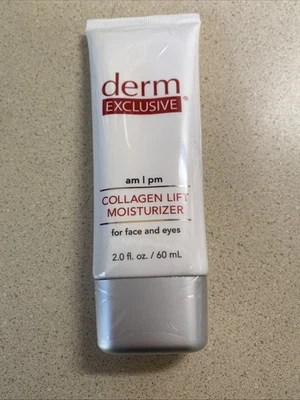 derm
EXCLUSIVE®
am | pm
COLLAGEN LIFT
MOISTURIZER
for face and eyes
2.0 fl. oz. / 60 mL